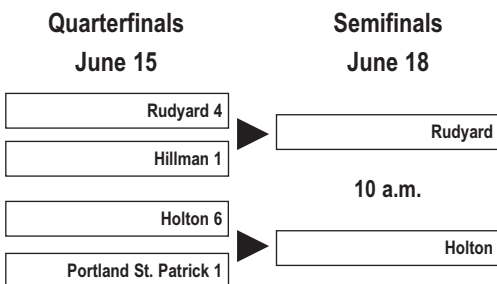 Quarterfinals
June 15
Rudyard 4
Hillman 1
Holton 6
Portland St. Patrick 1
Semifinals
June 18
Rudyard
10 a.m.
Holton